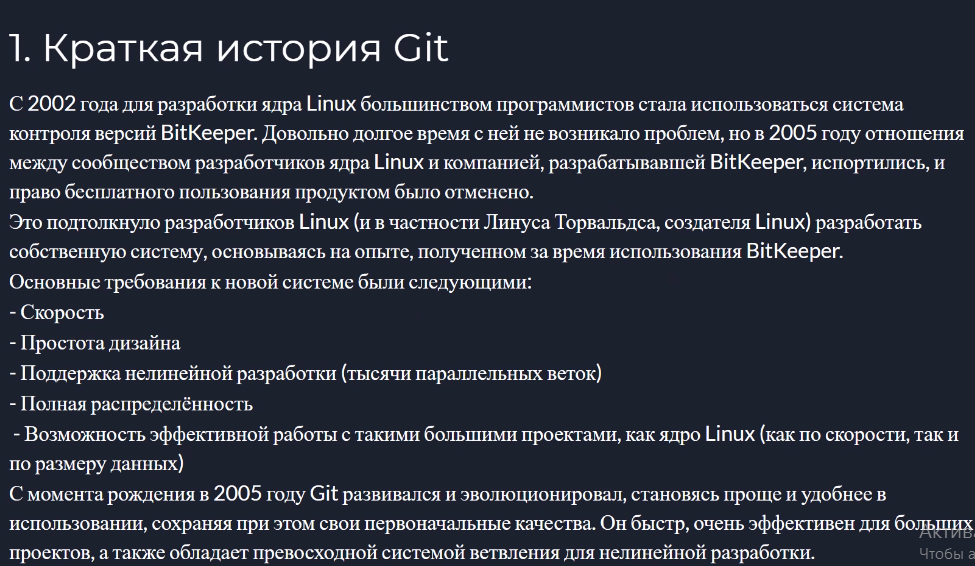 1. Краткая история Git
С 2002 года для разработки ядра Linux большинством программистов стала использоваться система
контроля версий BitKeeper. Довольно долгое время с ней не возникало проблем, но в 2005 году отношения
между сообществом разработчиков ядра Linux и компанией, разрабатывавшей BitKeeper, испортились, и
право бесплатного пользования продуктом было отменено.
Это подтолкнуло разработчиков Linux (и в частности Линуса Торвальдса, создателя Linux) разработать
собственную систему, основываясь на опыте, полученном за время использования BitKeeper.
Основные требования к новой системе были следующими:
- Скорость
- Простота дизайна
- Поддержка нелинейной разработки (тысячи параллельных веток)
- Полная распределённость
- Возможность эффективной работы с такими большими проектами, как ядро Linux (как по скорости, так и
по размеру данных)
С момента рождения в 2005 году Git развивался и эволюционировал, становясь проще и удобнее в
использовании, сохраняя при этом свои первоначальные качества. Он быстр, очень эффективен для больших
проектов, а также обладает превосходной системой ветвления для нелинейной разработки.
Чтобы